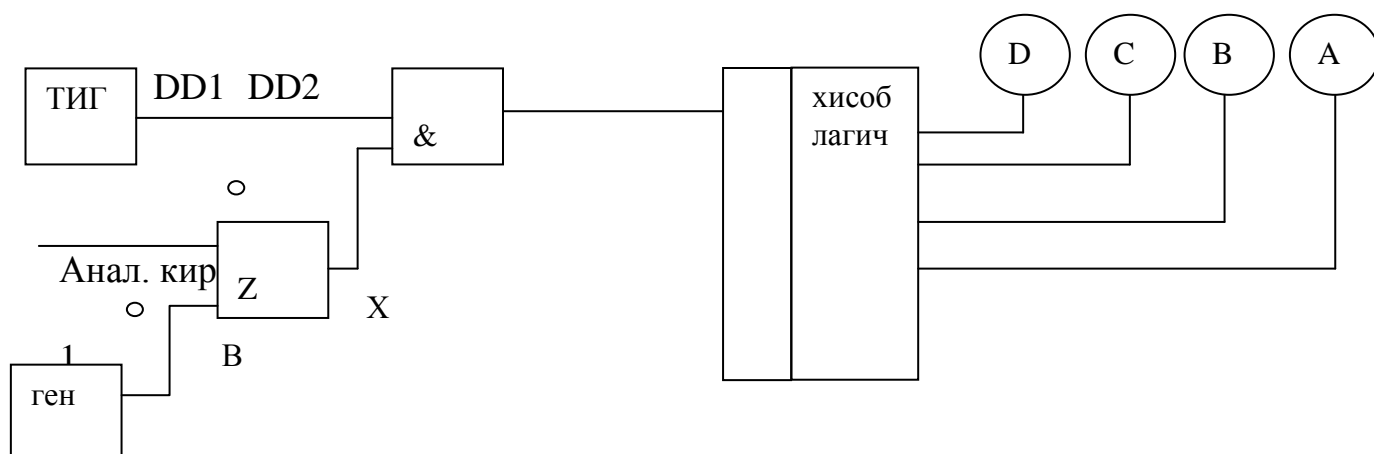 D C B A
ТИГ DD1 DD2
&
хисоб
лагич
Анал. кир
Z
X
1 B
ген